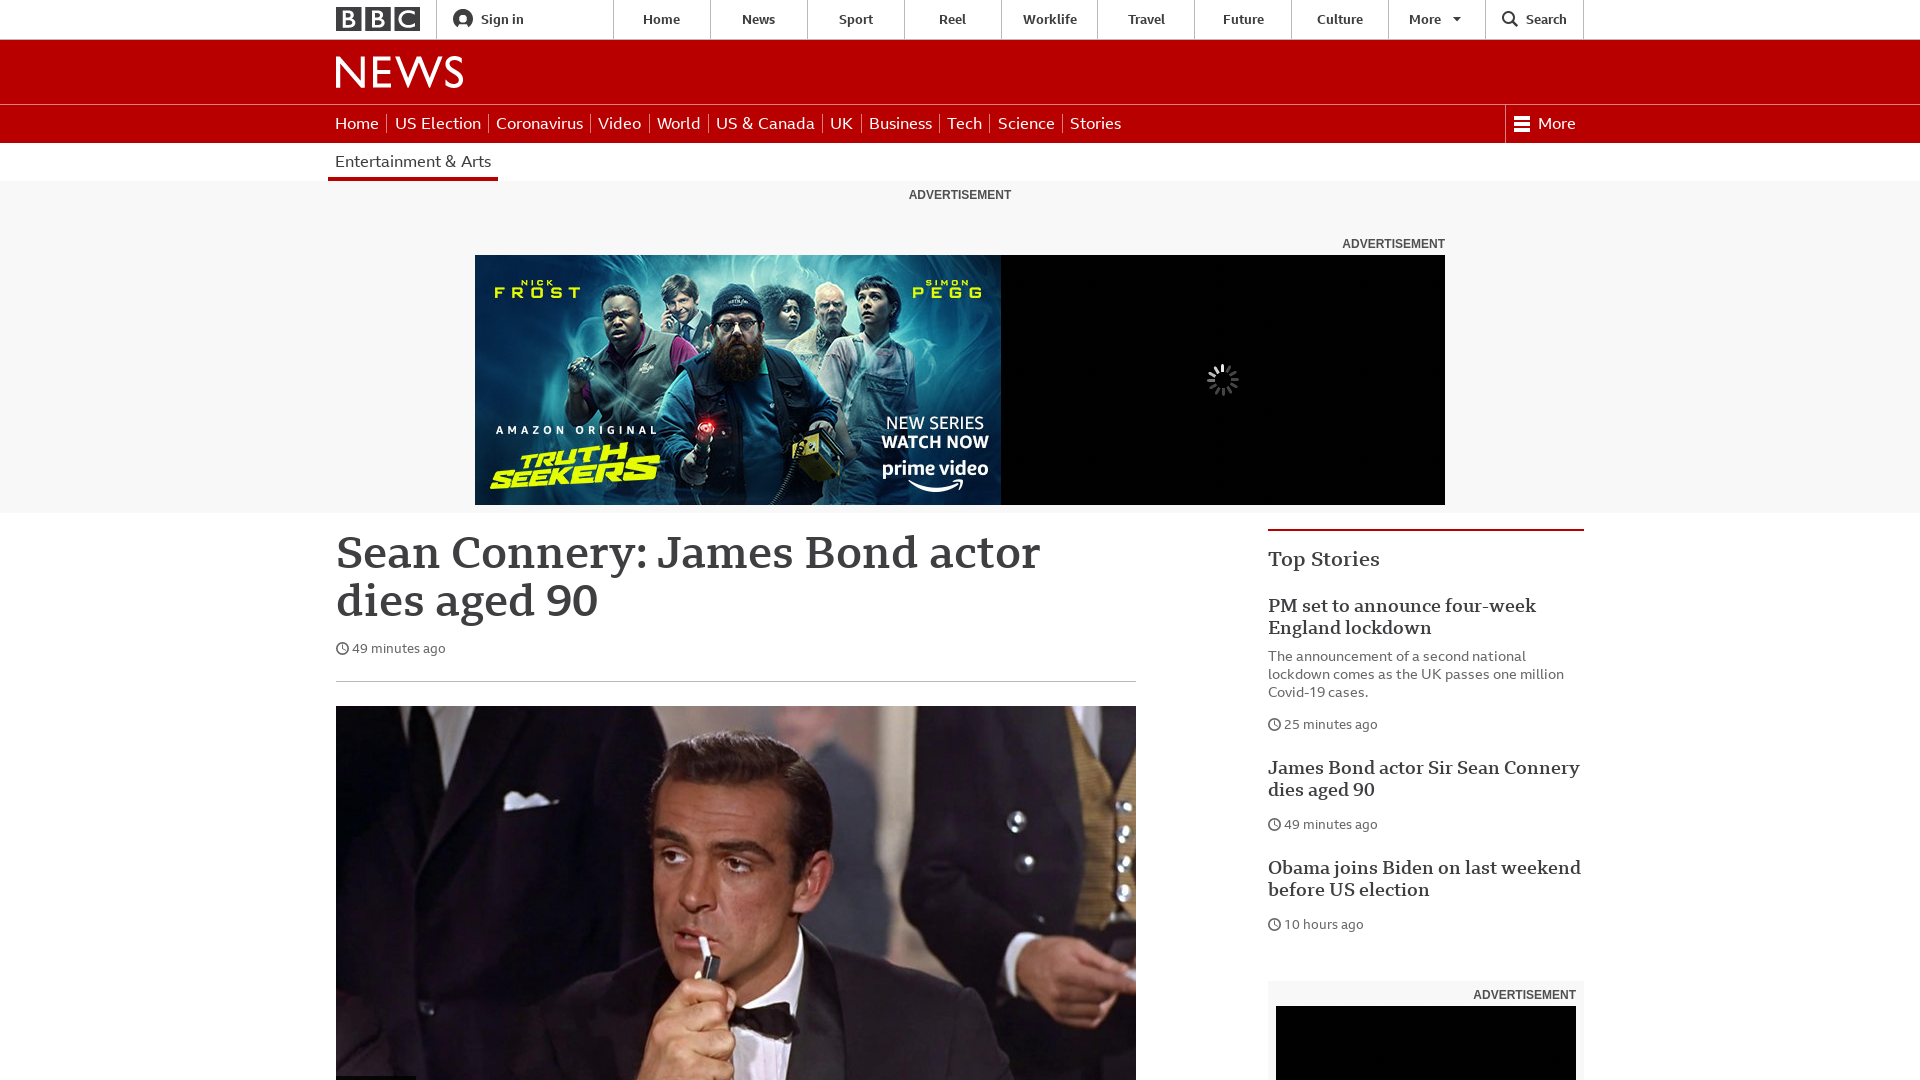 BBC
Sign in
Home
News
Sport
Reel
Worklife
Travel
Future
Culture
More
Search
NEWS
Home
US Election
Coronavirus
Video
World
US & Canada
UK
Business
Tech
Science
Stories
More
Entertainment & Arts
ADVERTISEMENT
ADVERTISEMENT
NICK
FROST
SIMON
PEGG
AMAZON ORIGINAL
TRUTH
SEEKERS
NEW SERIES
WATCH NOW
prime video
Sean Connery: James Bond actor
dies aged 90
49 minutes ago
Top Stories
PM set to announce four-week
England lockdown
The announcement of a second national
lockdown comes as the UK passes one million
Covid-19 cases.
25 minutes ago
James Bond actor Sir Sean Connery
dies aged 90
49 minutes ago
Obama joins Biden on last weekend
before US election
10 hours ago
ADVERTISEMENT